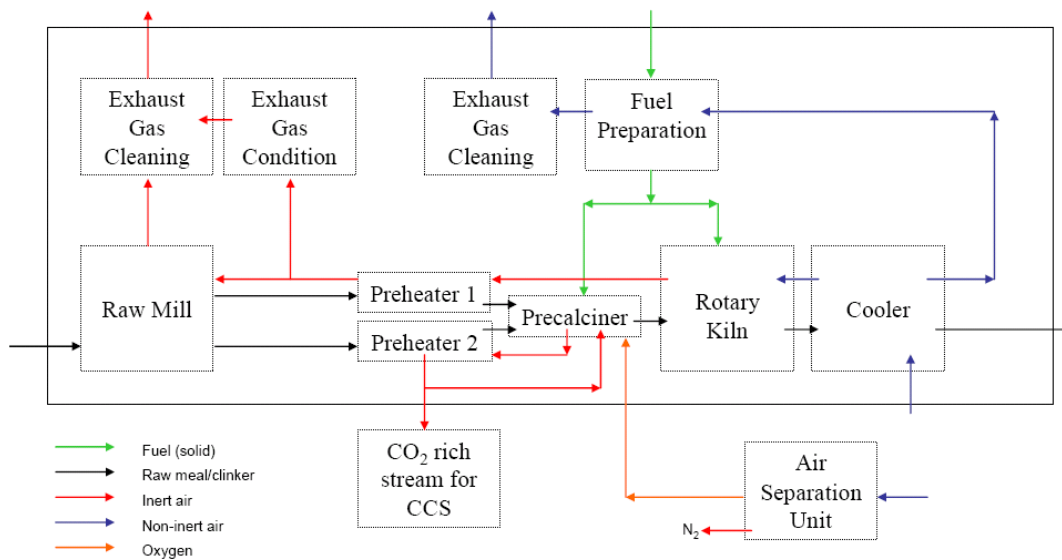 Exhaust
Gas
Cleaning
Exhaust
Gas
Condition
Exhaust
Gas
Cleaning
Fuel
Preparation
Raw Mill
Preheater 1
Preheater 2
Precalciner
Rotary
Kiln
Cooler
CO₂ rich
stream for
CCS
Air
Separation
Unit
N₂
Fuel (solid)
Raw meal/clinker
Inert air
Non-inert air
Oxygen